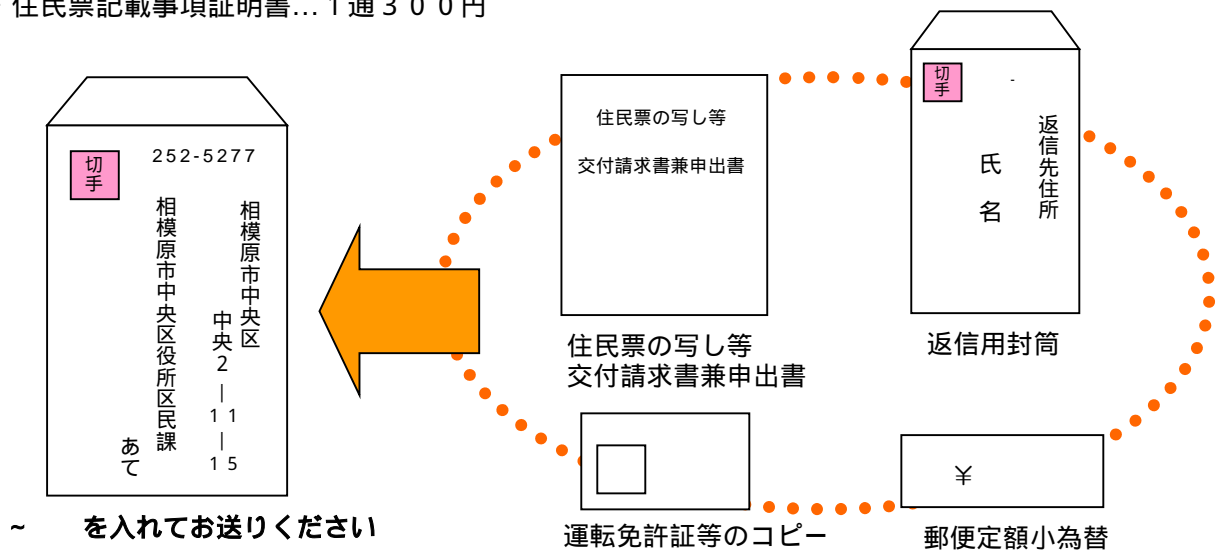 住民票記載事項証明書…１通３００円
切手
252-5277
相模原市中央区
中央２｜１１｜１５
相模原市中央区役所区民課
あて
~ を入れてお送りください
住民票の写し等
交付請求書兼申出書
住民票の写し等
交付請求書兼申出書
切手
-
返信先住所
氏名
返信用封筒
運転免許証等のコピー
￥
郵便定額小為替